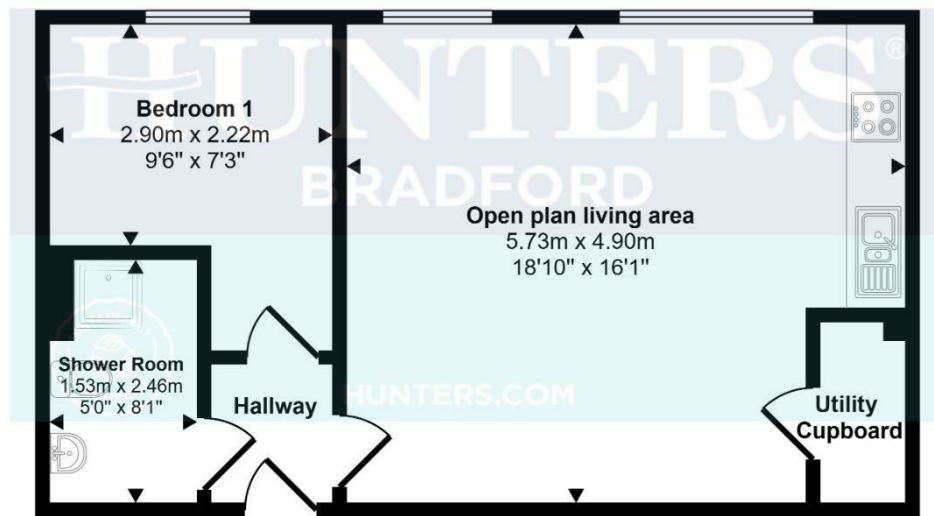 HUNTERS®
BRADFORD
Bedroom 1
2.90m x 2.22m
9'6" x 7'3"
Open plan living area
5.73m x 4.90m
18'10" x 16'1"
Shower Room
1.53m x 2.46m
5'0" x 8'1"
Hallway
HUNTERS.COM
Utility
Cupboard